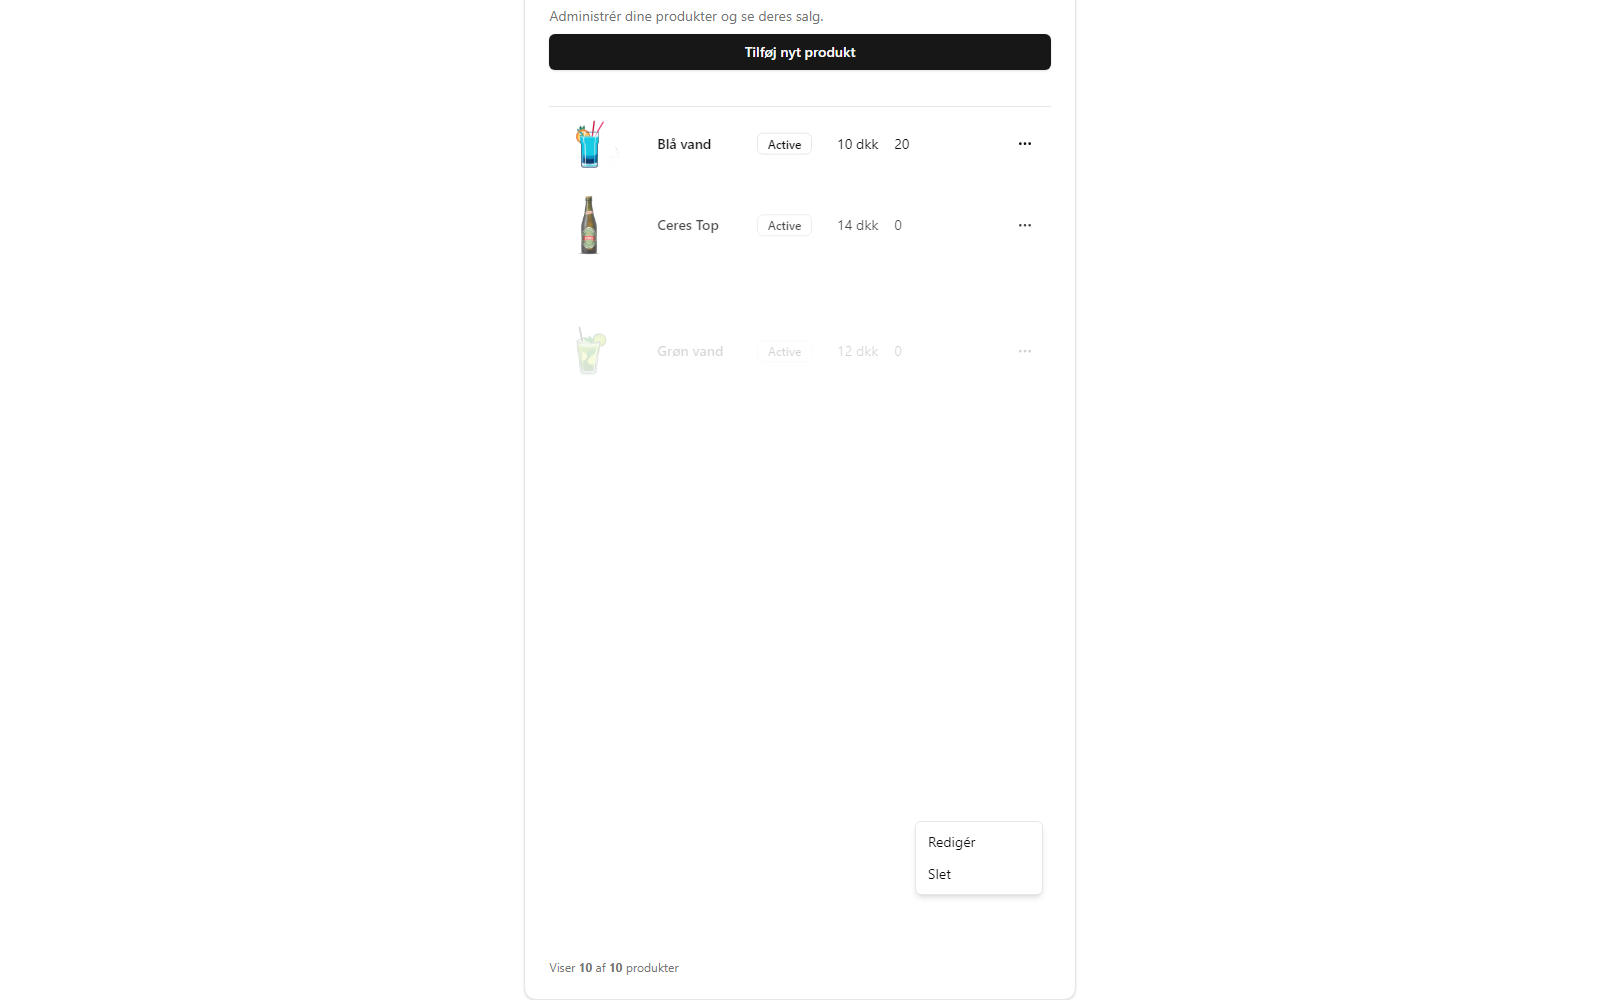 Administrér dine produkter og se deres salg.
Tilføj nyt produkt
Blå vand Active 10 dkk 20
Ceres Top Active 14 dkk 0
Grøn vand Active 12 dkk 0
Redigér
Slet
Viser 10 af 10 produkter